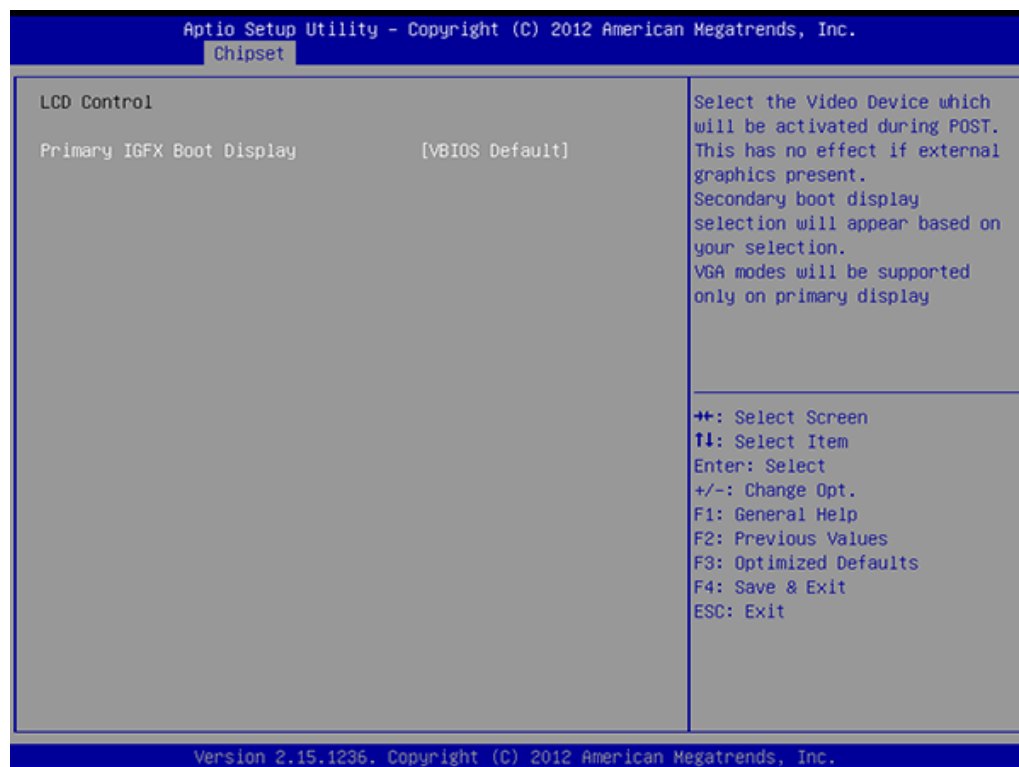 Aptio Setup Utility – Copyright (C) 2012 American Megatrends, Inc.
Chipset
LCD Control
Primary IGFX Boot Display [VBIOS Default]
Select the Video Device which
will be activated during POST.
This has no effect if external
graphics present.
Secondary boot display
selection will appear based on
your selection.
VGA modes will be supported
only on primary display
→←: Select Screen
↑↓: Select Item
Enter: Select
+/-: Change Opt.
F1: General Help
F2: Previous Values
F3: Optimized Defaults
F4: Save & Exit
ESC: Exit
Version 2.15.1236. Copyright (C) 2012 American Megatrends, Inc.